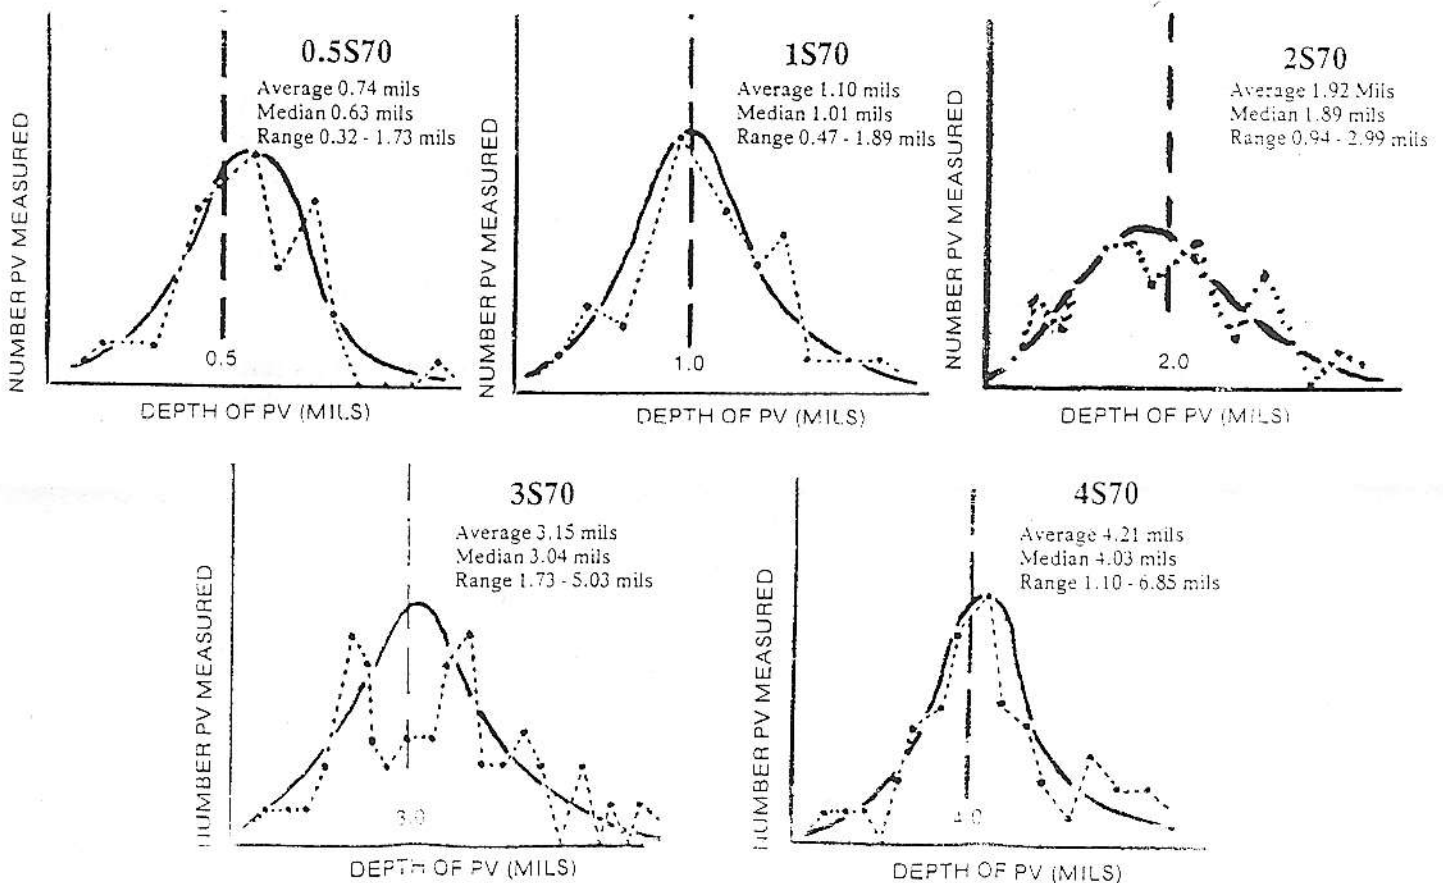 0.5S70
Average 0.74 mils
Median 0.63 mils
Range 0.32 - 1.73 mils
NUMBER PV MEASURED
0.5
DEPTH OF PV (MILS)
1S70
Average 1.10 mils
Median 1.01 mils
Range 0.47 - 1.89 mils
NUMBER PV MEASURED
1.0
DEPTH OF PV (MILS)
2S70
Average 1.92 Mils
Median 1.89 mils
Range 0.94 - 2.99 mils
NUMBER PV MEASURED
2.0
DEPTH OF PV (MILS)
3S70
Average 3.15 mils
Median 3.04 mils
Range 1.73 - 5.03 mils
NUMBER PV MEASURED
3.0
DEPTH OF PV (MILS)
4S70
Average 4.21 mils
Median 4.03 mils
Range 1.10 - 6.85 mils
NUMBER PV MEASURED
4.0
DEPTH OF PV (MILS)